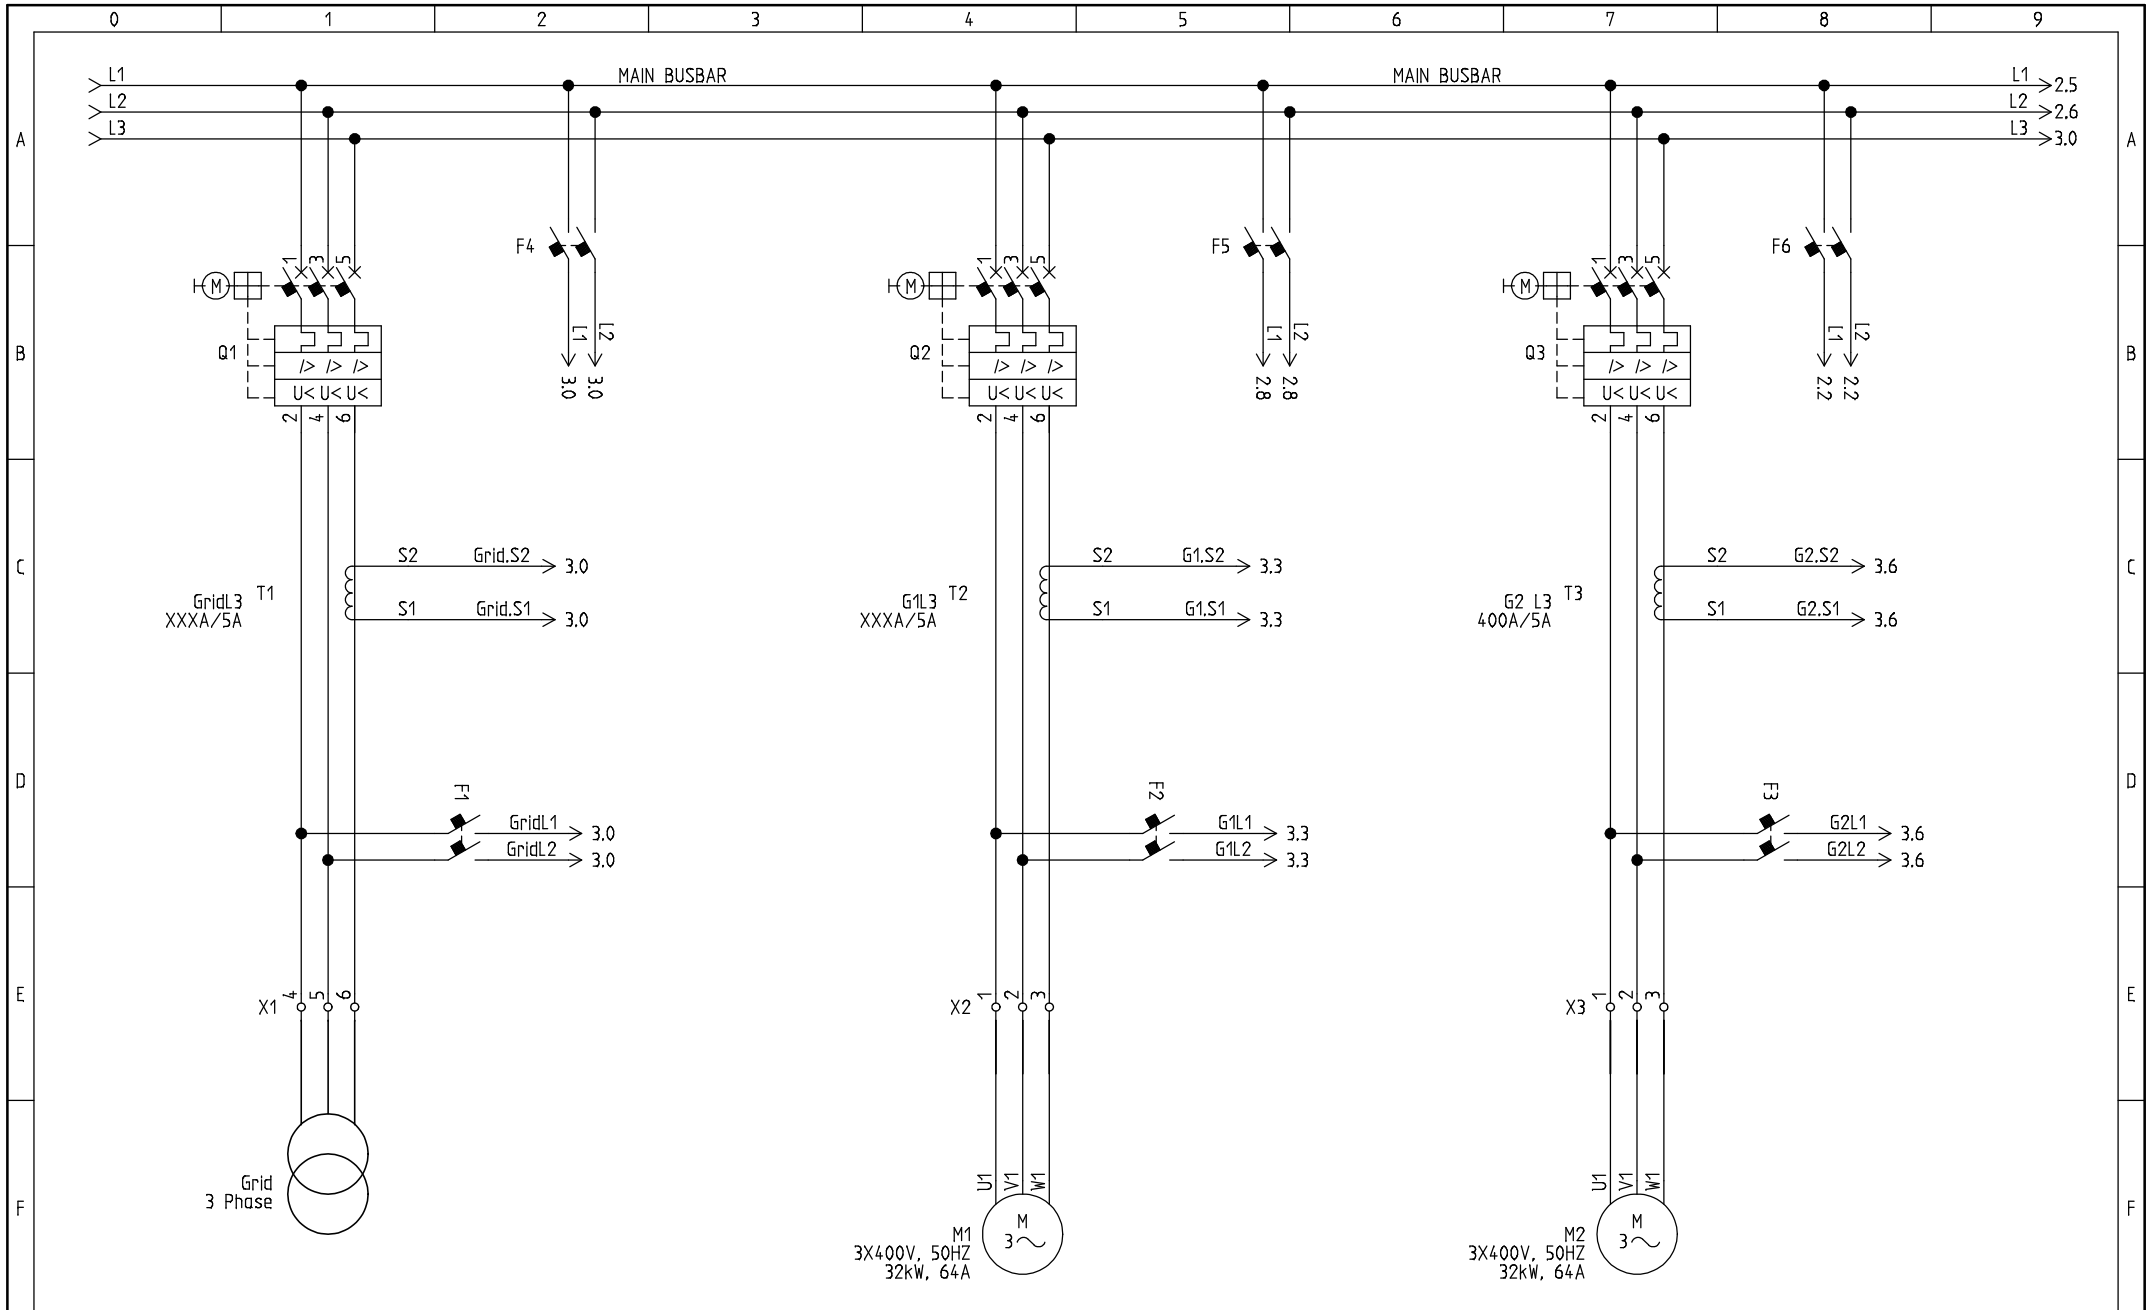 0 1 2 3 4 5 6 7 8 9
L1 MAIN BUSBAR MAIN BUSBAR L1 2.5
L2 L2 2.6
L3 L3 3.0
A A
F4 F5 F6
1 3 5 1 3 5 1 3 5
M M M
L1 L2 L1 L2 L1 L2
B Q1 Q2 Q3 B
I> I> I> I> I> I> I> I> I>
U< U< U< U< U< U< U< U< U<
3.0 3.0 2.8 2.8 2.2 2.2
2 4 6 2 4 6 2 4 6
S2 Grid.S2 3.0 S2 G1.S2 3.3 S2 G2.S2 3.6
C C
GridL3 T1 G1L3 T2 G2 L3 T3
XXXA/5A XXXA/5A 400A/5A
S1 Grid.S1 3.0 S1 G1.S1 3.3 S1 G2.S1 3.6
D F1 F2 F3 D
GridL1 3.0 G1L1 3.3 G2L1 3.6
GridL2 3.0 G1L2 3.3 G2L2 3.6
E E
4 5 6 1 2 3 1 2 3
X1 X2 X3
U1 V1 W1 U1 V1 W1
Grid
3 Phase
F F
M M
M1 3 M2 3
3X400V, 50HZ 3X400V, 50HZ
32kW, 64A 32kW, 64A